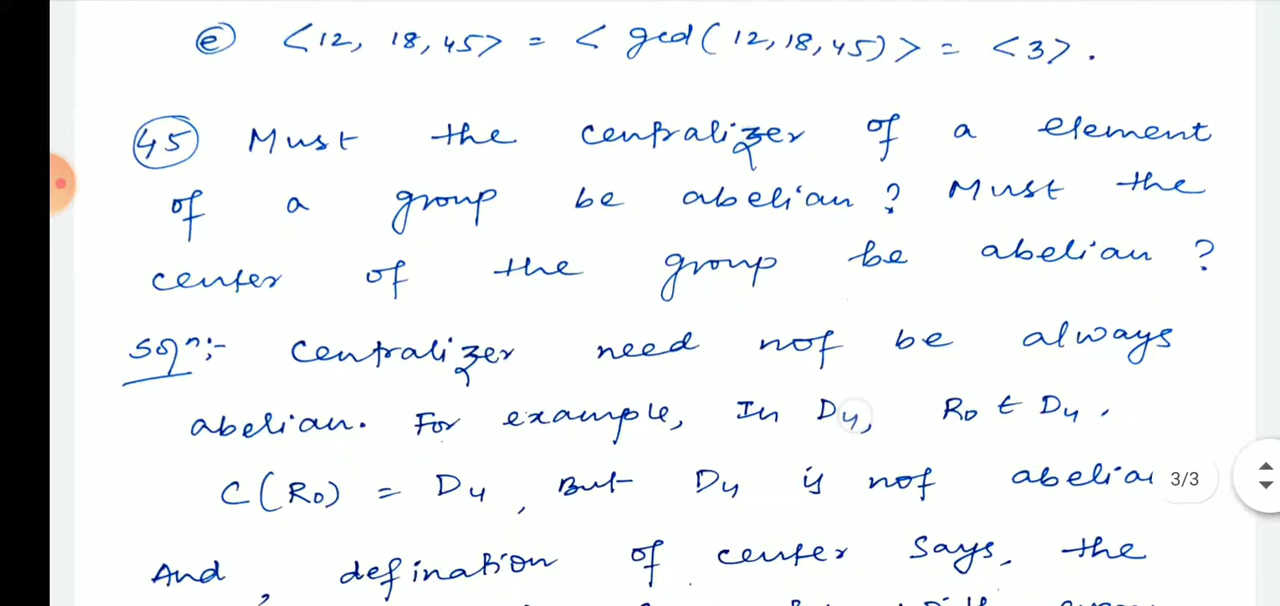 (e) <12, 18, 45> = < gcd(12, 18, 45)> = <3>.
(45) Must the centralizer of a element
of a group be abelian? Must the
center of the group be abelian?
Soln:- Centralizer need not be always
abelian. For example, In D4, R0 ∈ D4,
C(R0) = D4, But D4 is not abelia
3/3
And, defination of center says, the